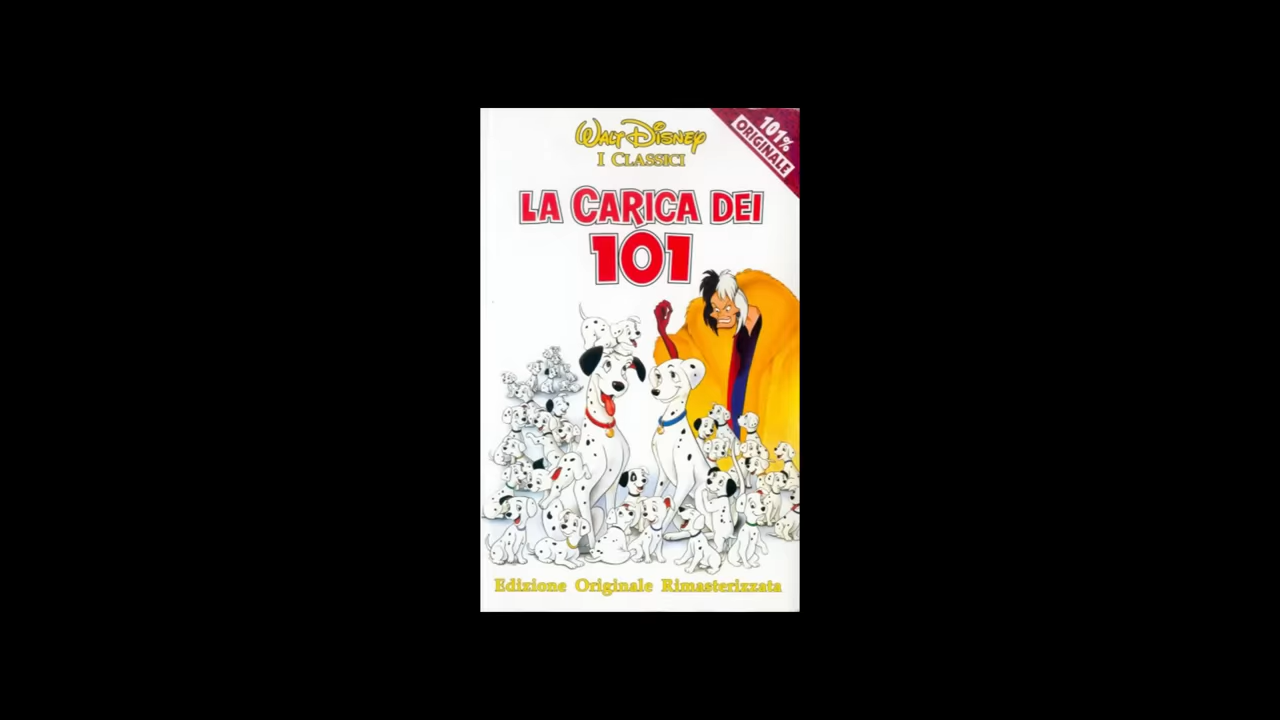 WALT DISNEY
I CLASSICI
101%
ORIGINALE
LA CARICA DEI
101
Edizione Originale Rimasterizzata